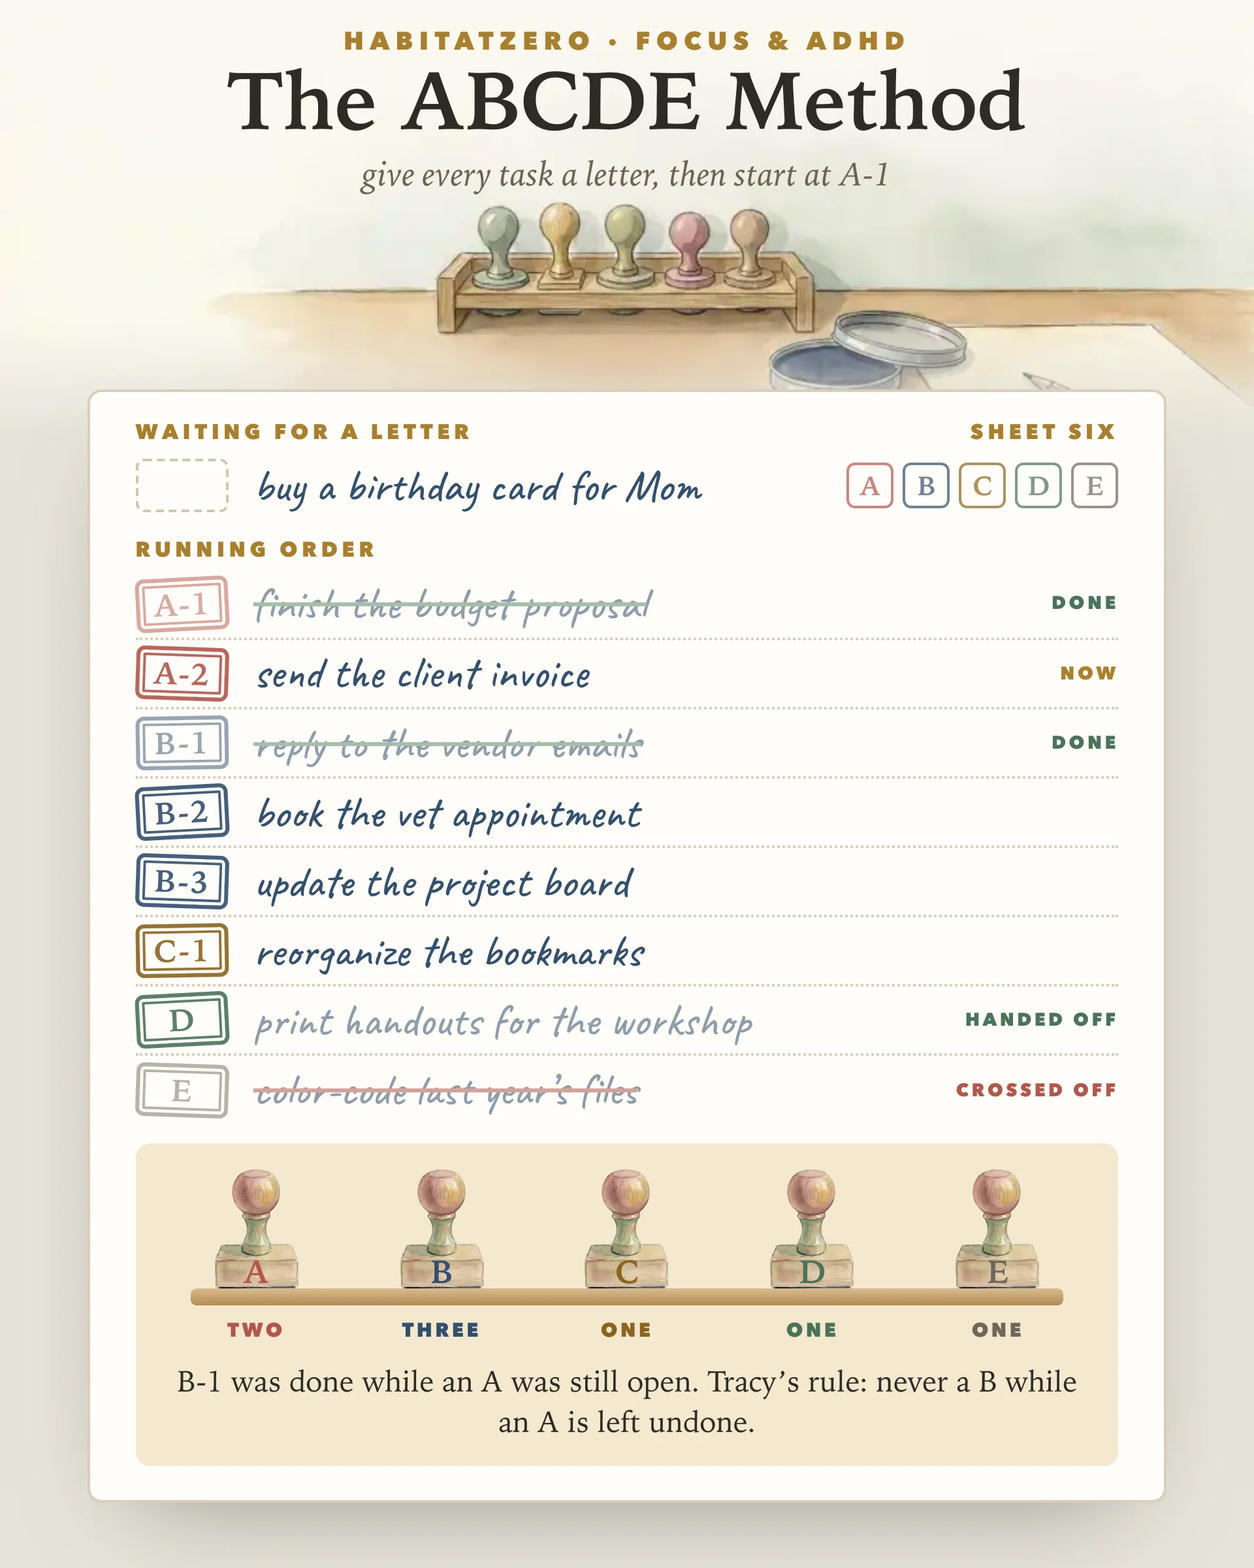 HABITATZERO · FOCUS & ADHD
The ABCDE Method
give every task a letter, then start at A-1
WAITING FOR A LETTER
SHEET SIX
buy a birthday card for Mom
A B C D E
RUNNING ORDER
A-1 finish the budget proposal DONE
A-2 send the client invoice NOW
B-1 reply to the vendor emails DONE
B-2 book the vet appointment
B-3 update the project board
C-1 reorganize the bookmarks
D print handouts for the workshop HANDED OFF
E color-code last year's files CROSSED OFF
A B C D E
TWO THREE ONE ONE ONE
B-1 was done while an A was still open. Tracy's rule: never a B while
an A is left undone.